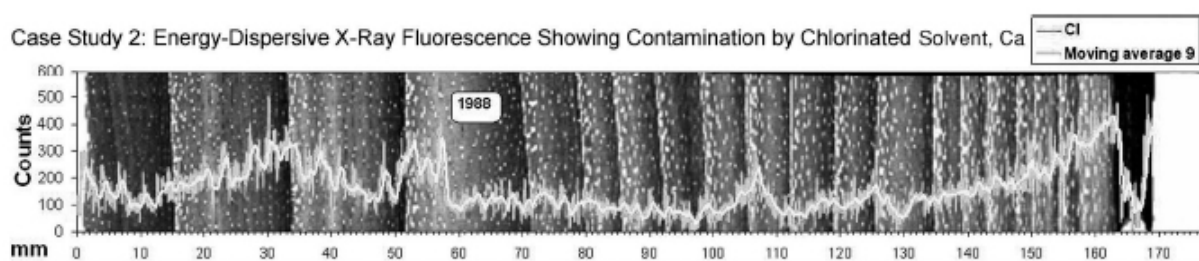 Case Study 2: Energy-Dispersive X-Ray Fluorescence Showing Contamination by Chlorinated Solvent, Ca
Cl
Moving average 9
600
500
400
300
200
100
0
Counts
1988
mm
0 10 20 30 40 50 60 70 80 90 100 110 120 130 140 150 160 170